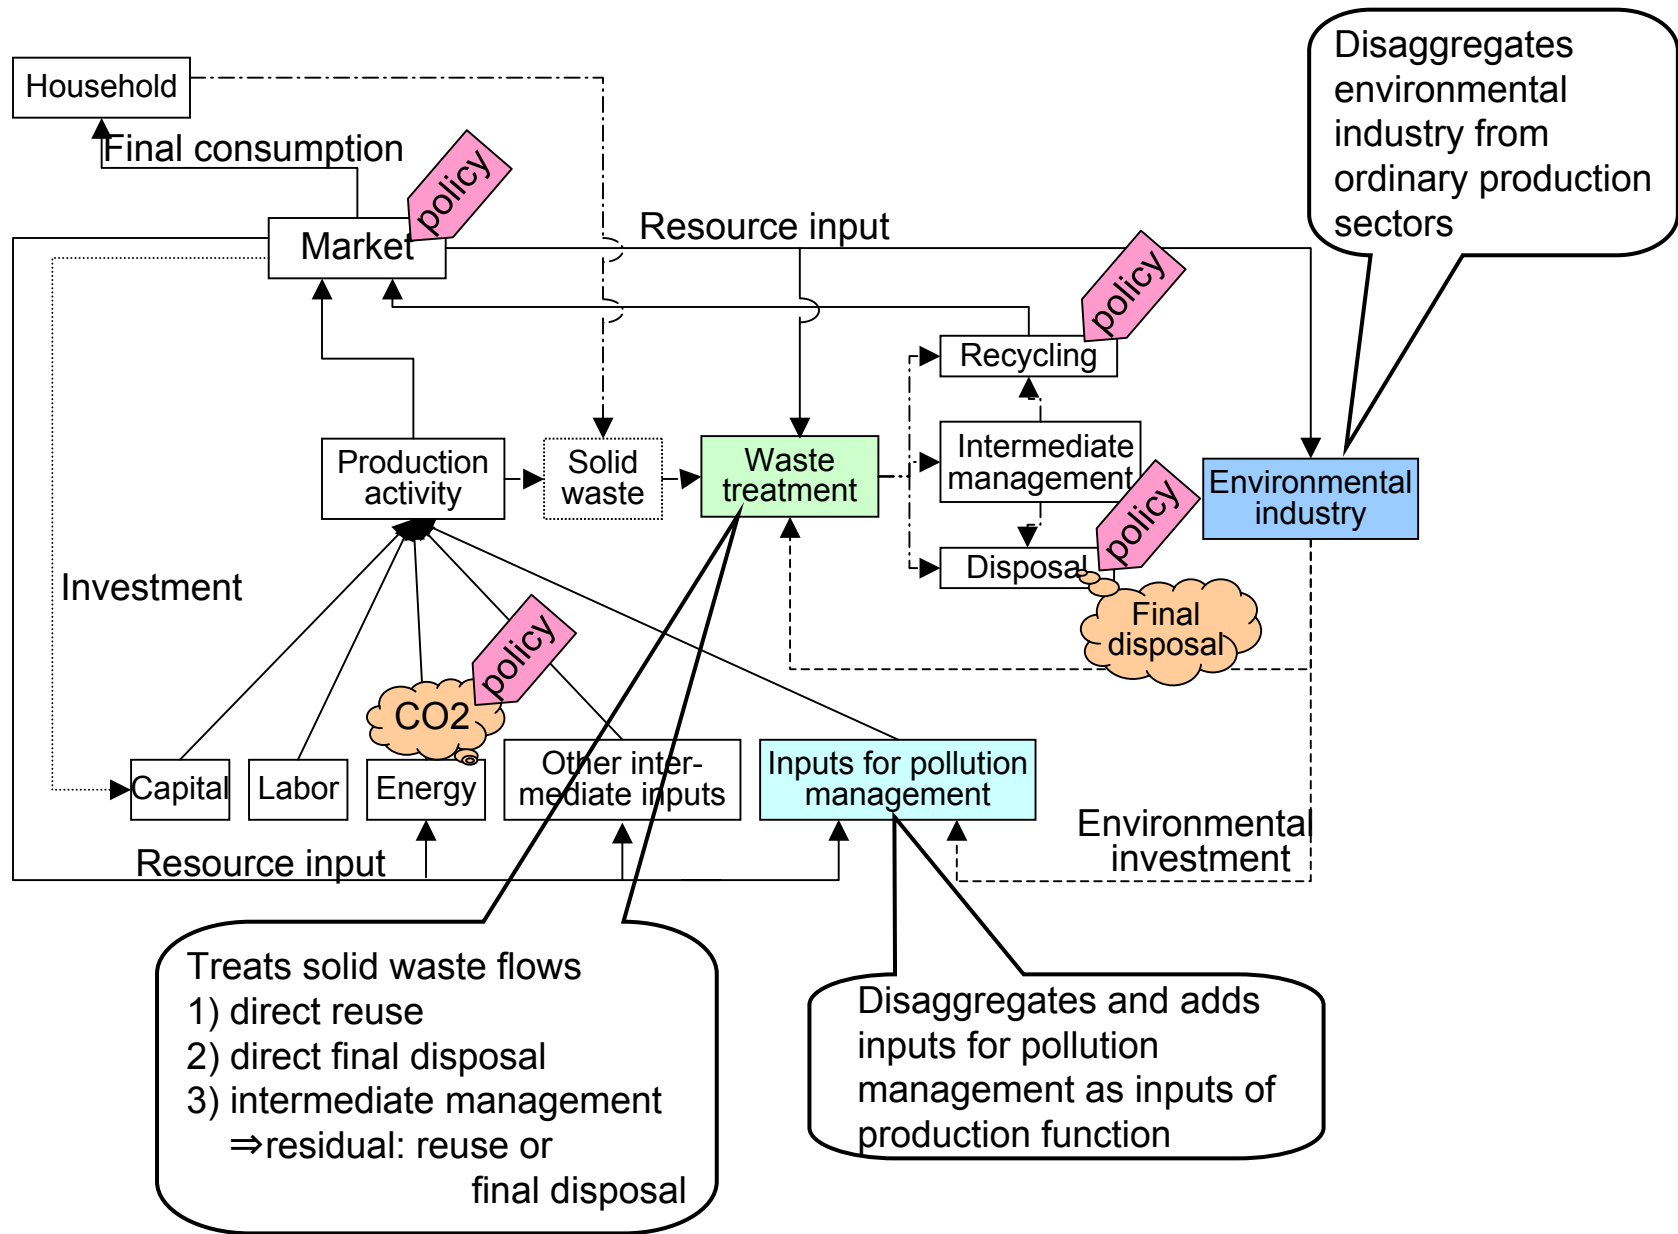 Disaggregates
environmental
industry from
ordinary production
sectors
Household
Final consumption
policy
Market
Resource input
policy
Recycling
Production
activity
Solid
waste
Waste
treatment
Intermediate
management
policy
Environmental
industry
Disposal
Investment
Final
disposal
policy
CO2
Capital
Labor
Energy
Other inter-
mediate inputs
Inputs for pollution
management
Environmental
investment
Resource input
Treats solid waste flows
1) direct reuse
2) direct final disposal
3) intermediate management
⇒residual: reuse or
final disposal
Disaggregates and adds
inputs for pollution
management as inputs of
production function